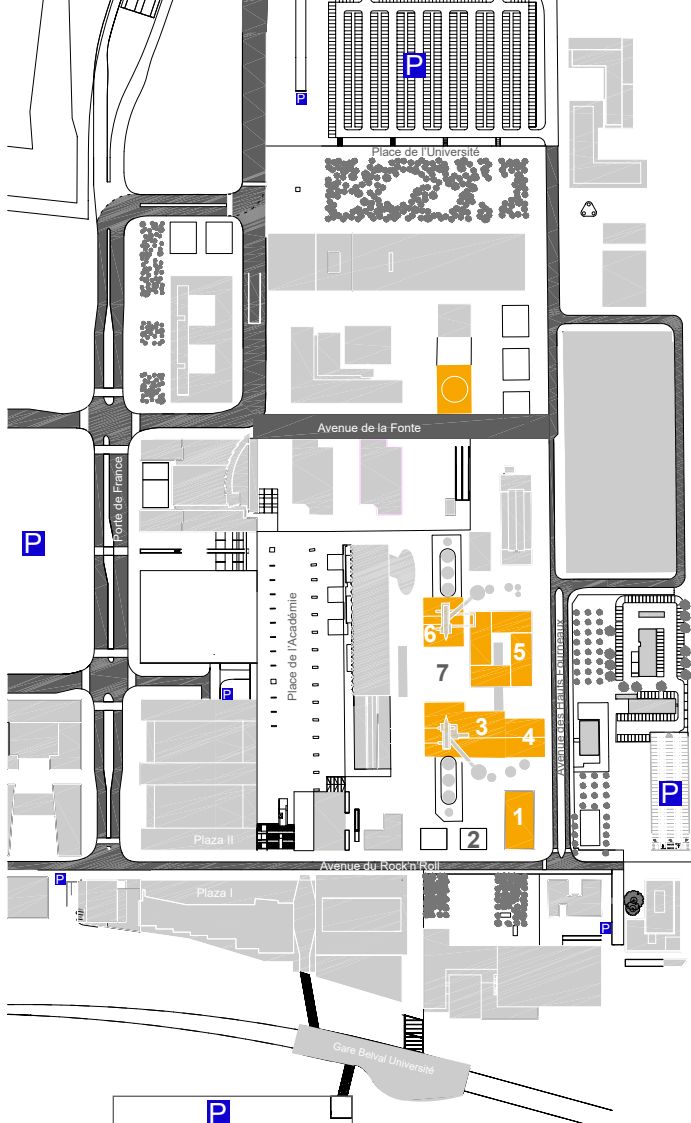 P
P
Place de l'Université
Avenue de la Fonte
Porte de France
P
Place de l'Académie
6
5
7
P
3
4
Avenue des Hauts Fourneaux
P
1
2
Plaza II
Avenue du Rock'n'Roll
P
Plaza I
P
Gare Belval Université
P